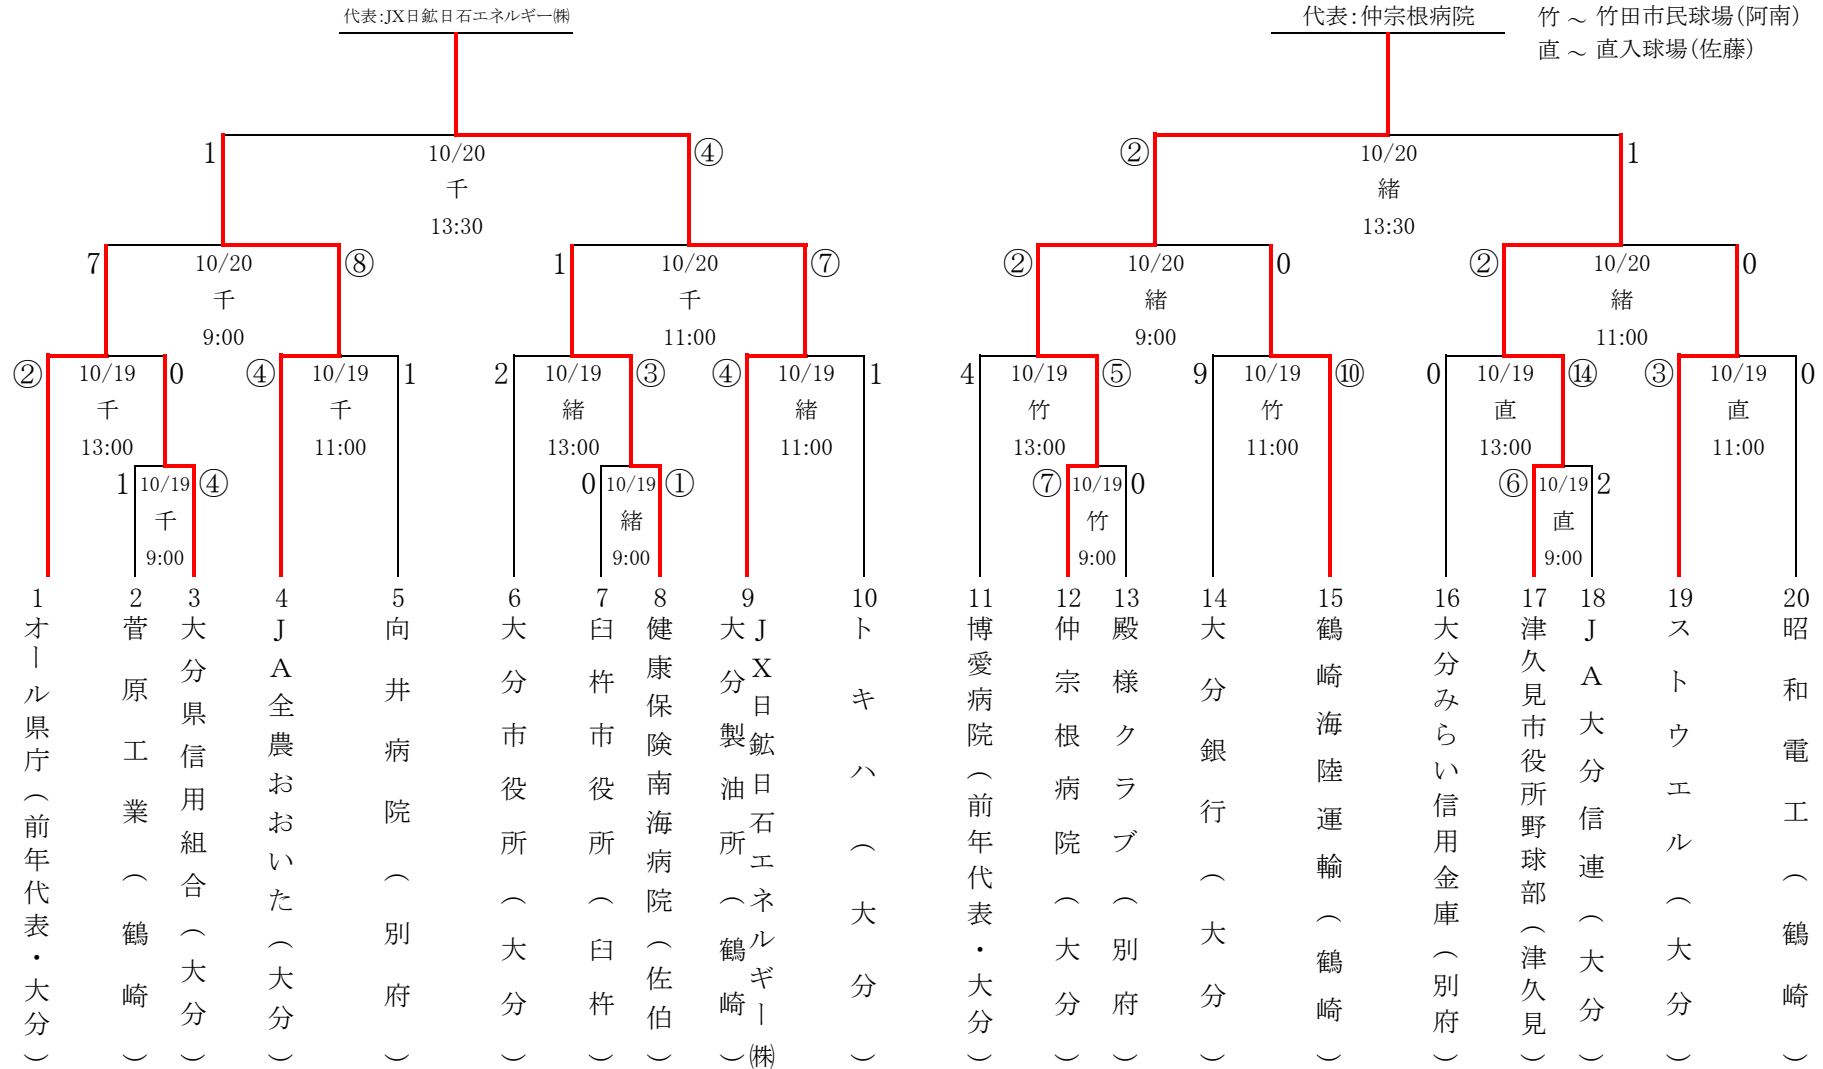 代表:JX日鉱日石エネルギー㈱
代表:仲宗根病院
竹 ～ 竹田市民球場(阿南)
直 ～ 直入球場(佐藤)
1 10/20 ④
千
13:30
② 10/20 1
緒
13:30
7 10/20 ⑧
千
9:00
1 10/20 ⑦
千
11:00
② 10/20 0
緒
9:00
② 10/20 0
緒
11:00
② 10/19 0
千
13:00
④ 10/19 1
千
11:00
2 10/19 ③
緒
13:00
④ 10/19 1
緒
11:00
4 10/19 ⑤
竹
13:00
9 10/19 ⑩
竹
11:00
0 10/19 ⑭
直
13:00
③ 10/19 0
直
11:00
1 10/19 ④
千
9:00
0 10/19 ①
緒
9:00
⑦ 10/19 0
竹
9:00
⑥ 10/19 2
直
9:00
1
オール県庁(前年代表・大分)
2
菅原工業(鶴崎)
3
大分県信用組合(大分)
4
JA全農おおいた(大分)
5
向井病院(別府)
6
大分市役所(大分)
7
臼杵市役所(臼杵)
8
健康保険南海病院(佐伯)
9
JX日鉱日石エネルギー㈱
大分製油所(鶴崎)
10
トキハ(大分)
11
博愛病院(前年代表・大分)
12
仲宗根病院(大分)
13
殿様クラブ(別府)
14
大分銀行(大分)
15
鶴崎海陸運輸(鶴崎)
16
大分みらい信用金庫(別府)
17
津久見市役所野球部(津久見)
18
JA大分信連(大分)
19
ストウエル(大分)
20
昭和電工(鶴崎)